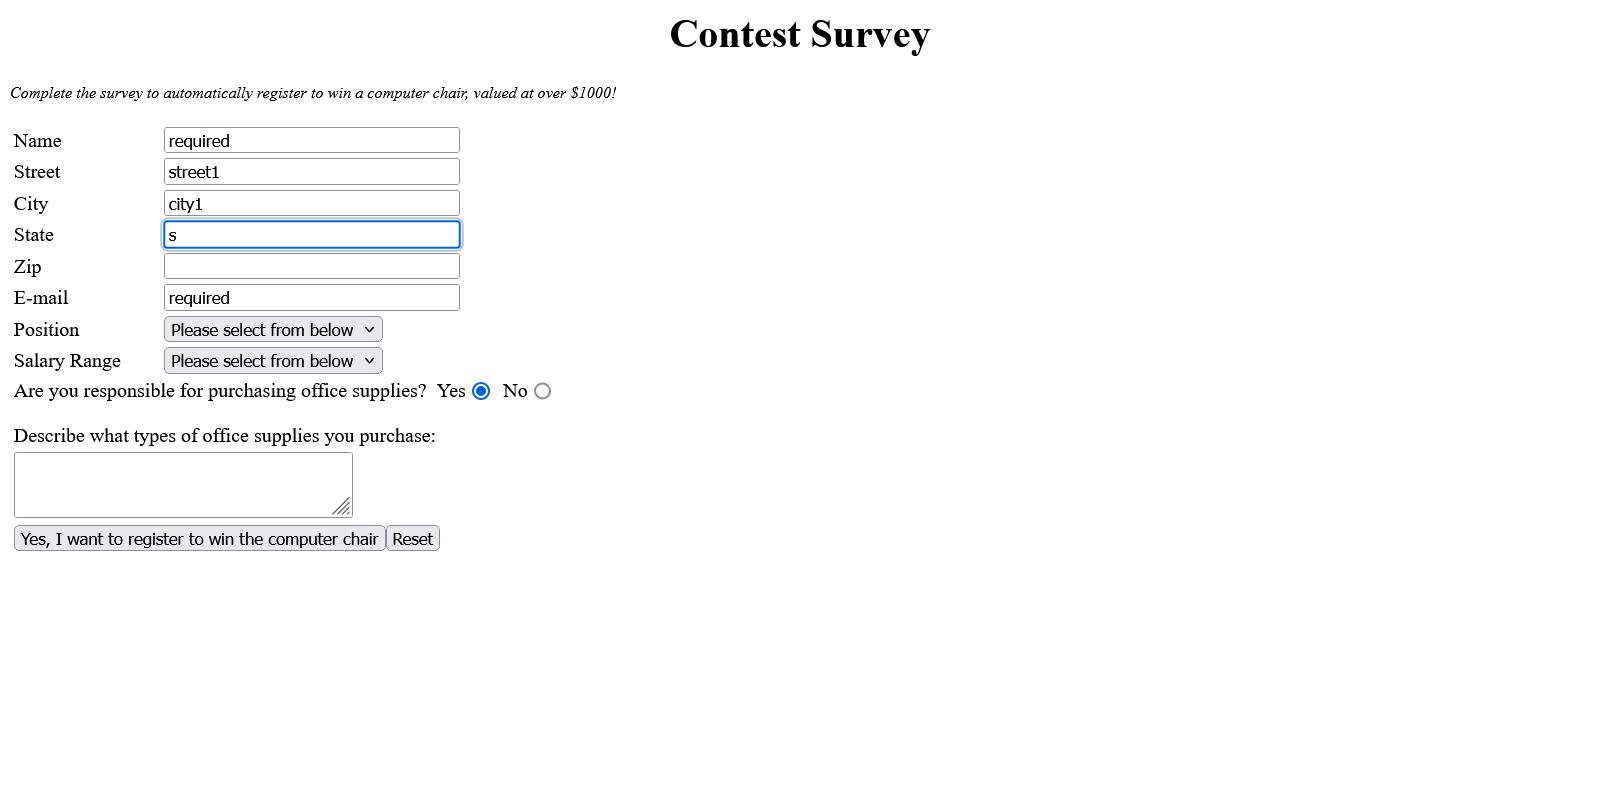 Contest Survey
Complete the survey to automatically register to win a computer chair, valued at over $1000!
Name required
Street street1
City city1
State s
Zip
E-mail required
Position Please select from below
Salary Range Please select from below
Are you responsible for purchasing office supplies? Yes No
Describe what types of office supplies you purchase:
Yes, I want to register to win the computer chair Reset